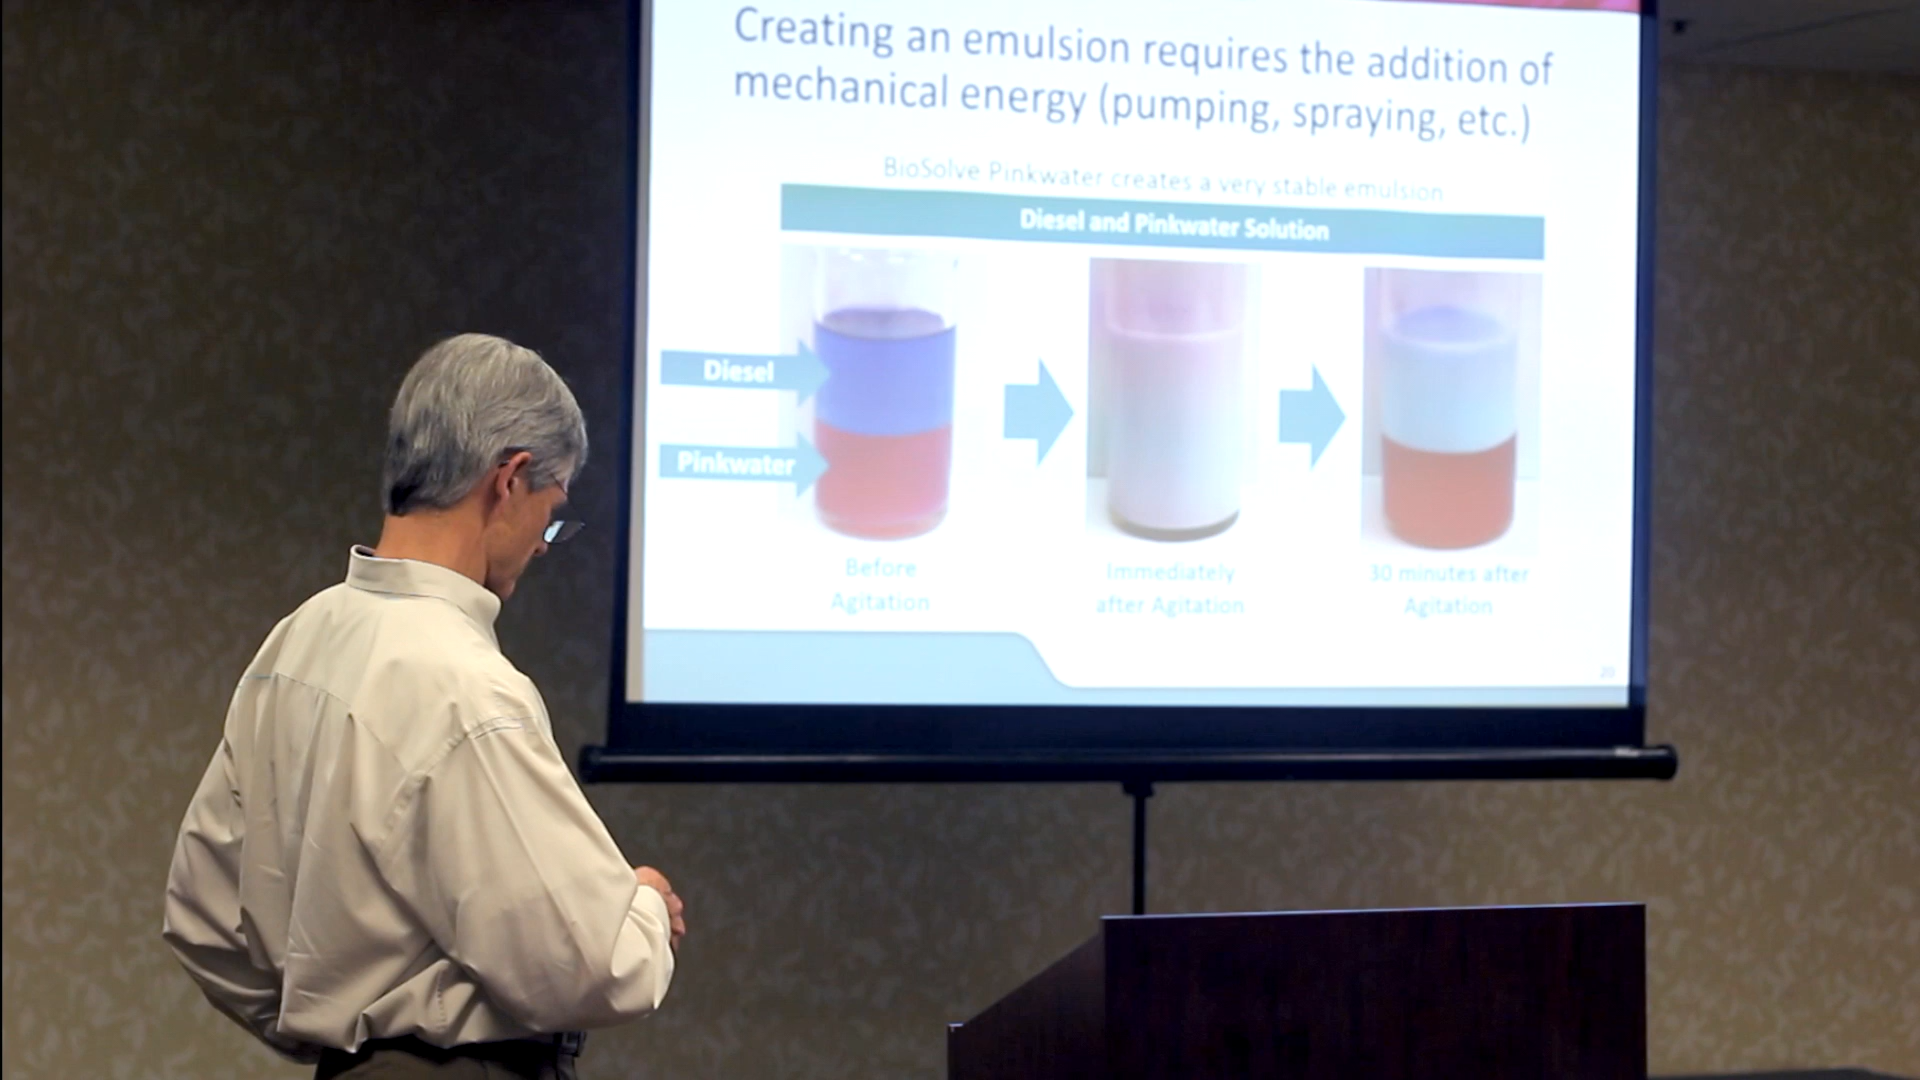 Creating an emulsion requires the addition of
mechanical energy (pumping, spraying, etc.)
BioSolve Pinkwater creates a very stable emulsion
Diesel and Pinkwater Solution
Diesel
Pinkwater
Before
Agitation
Immediately
after Agitation
30 minutes after
Agitation
20